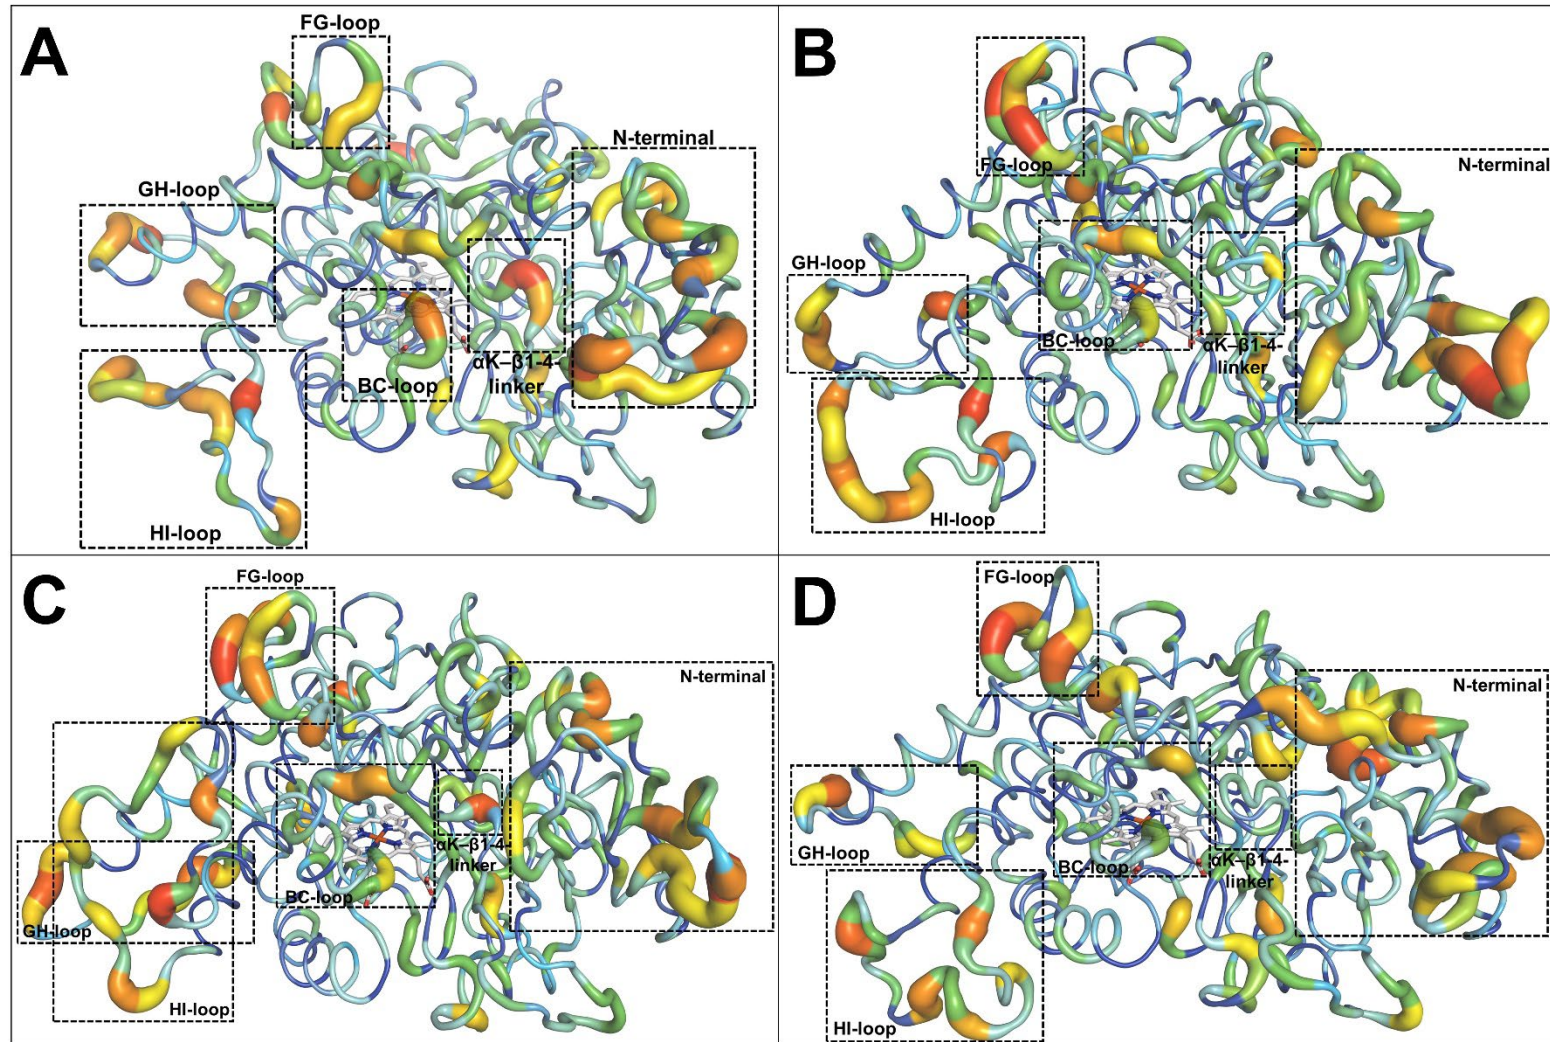 A
FG-loop
N-terminal
GH-loop
αK–β1-4-
linker
BC-loop
HI-loop
B
FG-loop
N-terminal
GH-loop
BC-loop
αK–β1-4-
linker
HI-loop
C
FG-loop
N-terminal
αK–β1-4-
linker
BC-loop
GH-loop
HI-loop
D
FG-loop
N-terminal
GH-loop
BC-loop
αK–β1-4-
linker
HI-loop